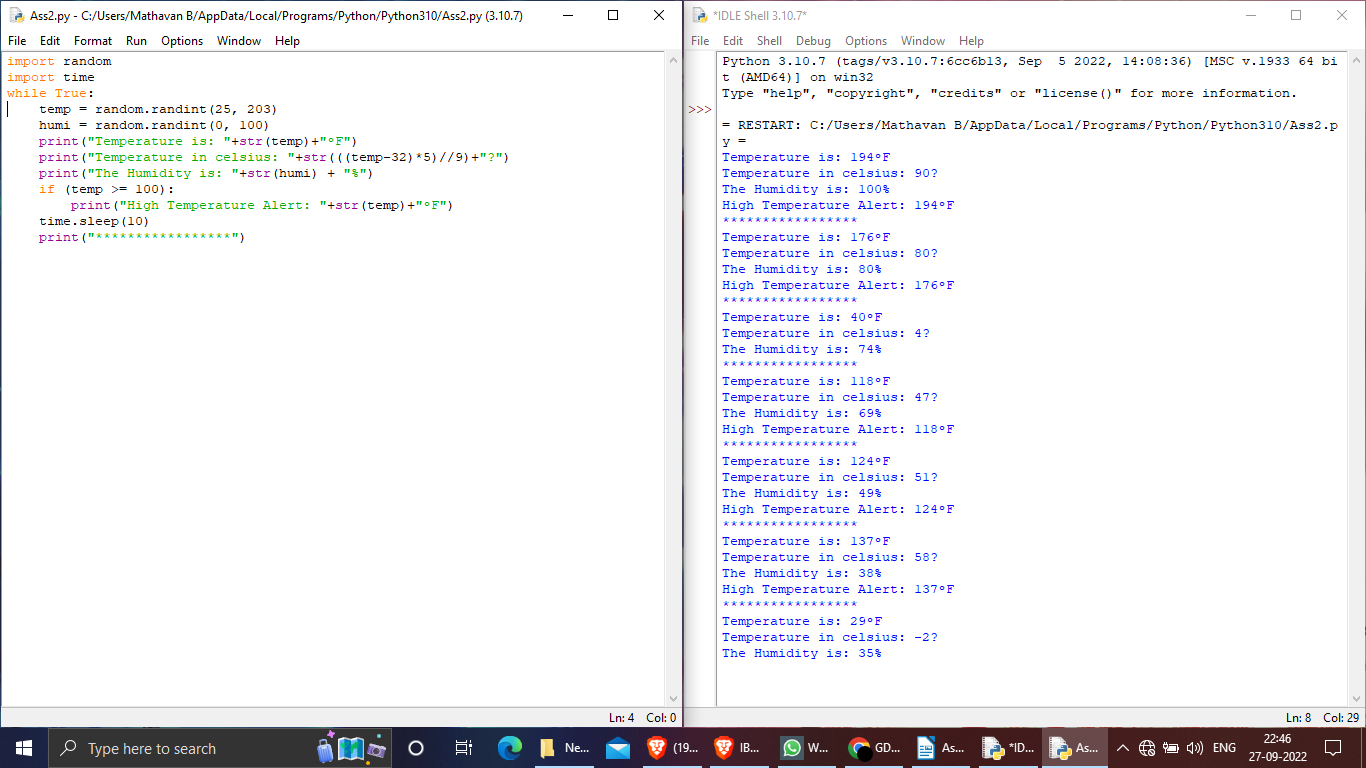 Ass2.py - C:/Users/Mathavan B/AppData/Local/Programs/Python/Python310/Ass2.py (3.10.7)
File Edit Format Run Options Window Help
import random
import time
while True:
    temp = random.randint(25, 203)
    humi = random.randint(0, 100)
    print("Temperature is: "+str(temp)+"°F")
    print("Temperature in celsius: "+str(((temp-32)*5)//9)+"?")
    print("The Humidity is: "+str(humi) + "%")
    if (temp >= 100):
        print("High Temperature Alert: "+str(temp)+"°F")
    time.sleep(10)
    print("*****************")
Ln: 4 Col: 0
*IDLE Shell 3.10.7*
File Edit Shell Debug Options Window Help
Python 3.10.7 (tags/v3.10.7:6cc6b13, Sep  5 2022, 14:08:36) [MSC v.1933 64 bi
t (AMD64)] on win32
Type "help", "copyright", "credits" or "license()" for more information.
>>>
= RESTART: C:/Users/Mathavan B/AppData/Local/Programs/Python/Python310/Ass2.p
y =
Temperature is: 194°F
Temperature in celsius: 90?
The Humidity is: 100%
High Temperature Alert: 194°F
*****************
Temperature is: 176°F
Temperature in celsius: 80?
The Humidity is: 80%
High Temperature Alert: 176°F
*****************
Temperature is: 40°F
Temperature in celsius: 4?
The Humidity is: 74%
*****************
Temperature is: 118°F
Temperature in celsius: 47?
The Humidity is: 69%
High Temperature Alert: 118°F
*****************
Temperature is: 124°F
Temperature in celsius: 51?
The Humidity is: 49%
High Temperature Alert: 124°F
*****************
Temperature is: 137°F
Temperature in celsius: 58?
The Humidity is: 38%
High Temperature Alert: 137°F
*****************
Temperature is: 29°F
Temperature in celsius: -2?
The Humidity is: 35%
Ln: 8 Col: 29
Type here to search
Ne...
(19...
IB...
W...
GD...
As...
*ID...
As...
ENG
22:46
27-09-2022